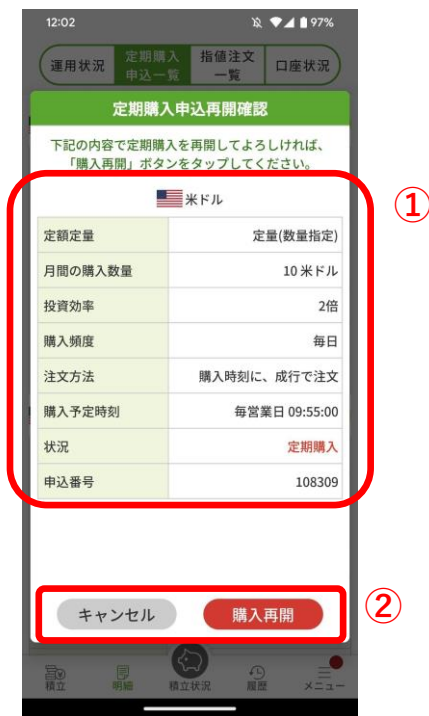 12:02 97%
運用状況 定期購入申込一覧 指値注文一覧 口座状況
定期購入申込再開確認
下記の内容で定期購入を再開してよろしければ、
「購入再開」ボタンをタップしてください。
①
米ドル
定額定量 定量(数量指定)
月間の購入数量 10 米ドル
投資効率 2倍
購入頻度 毎日
注文方法 購入時刻に、成行で注文
購入予定時刻 毎営業日 09:55:00
状況 定期購入
申込番号 108309
②
キャンセル 購入再開
積立 明細 積立状況 履歴 メニュー